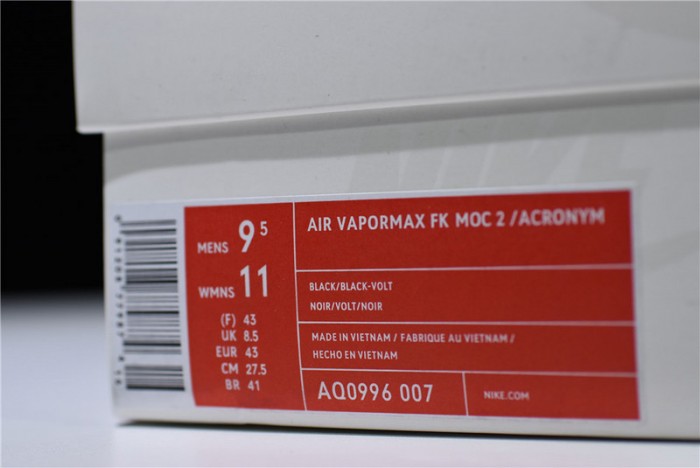 MENS 9 5
WMNS 11
(F) 43
UK 8.5
EUR 43
CM 27.5
BR 41
AIR VAPORMAX FK MOC 2 /ACRONYM
BLACK/BLACK-VOLT
NOIR/VOLT/NOIR
MADE IN VIETNAM / FABRIQUE AU VIETNAM /
HECHO EN VIETNAM
AQ0996 007
NIKE.COM
NIKE